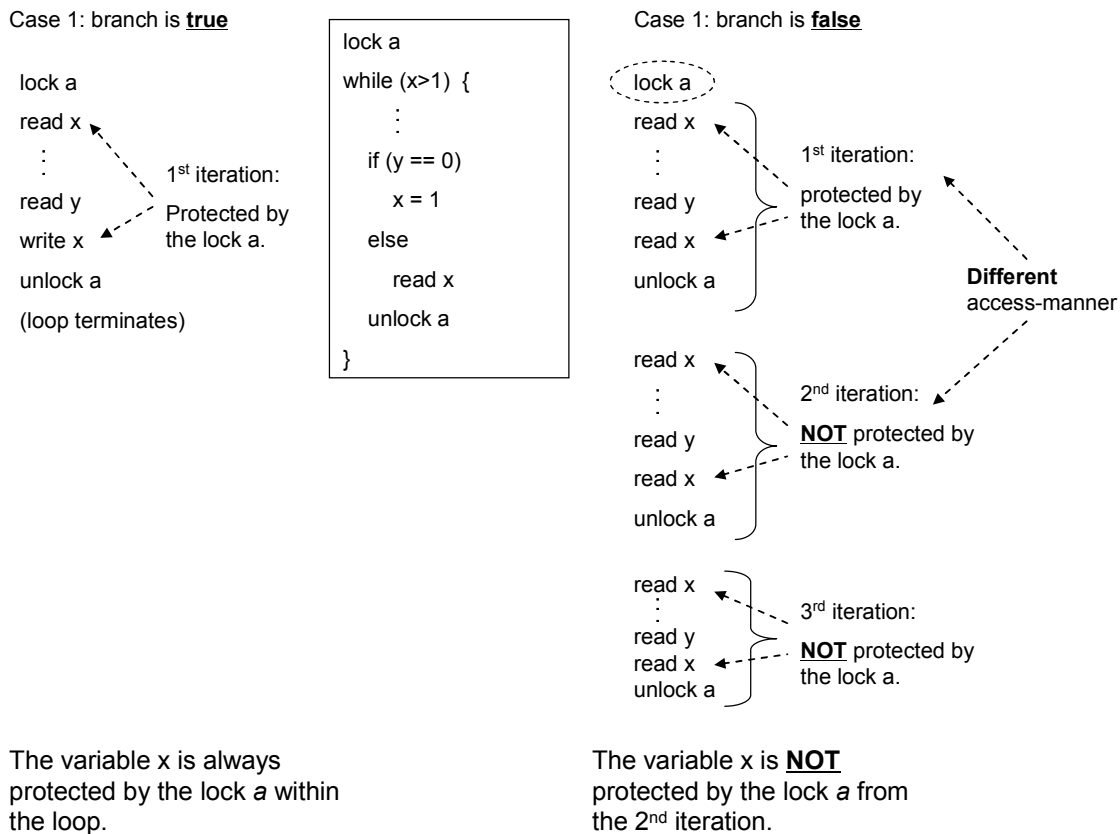 Case 1: branch is true
lock a
read x
⋮
read y
write x
unlock a
(loop terminates)
1st iteration:
Protected by
the lock a.
The variable x is always
protected by the lock a within
the loop.
lock a
while (x>1) {
⋮
if (y == 0)
x = 1
else
read x
unlock a
}
Case 1: branch is false
lock a
read x
⋮
read y
read x
unlock a
1st iteration:
protected by
the lock a.
Different
access-manner
read x
⋮
read y
read x
unlock a
2nd iteration:
NOT protected by
the lock a.
read x
⋮
read y
read x
unlock a
3rd iteration:
NOT protected by
the lock a.
The variable x is NOT
protected by the lock a from
the 2nd iteration.